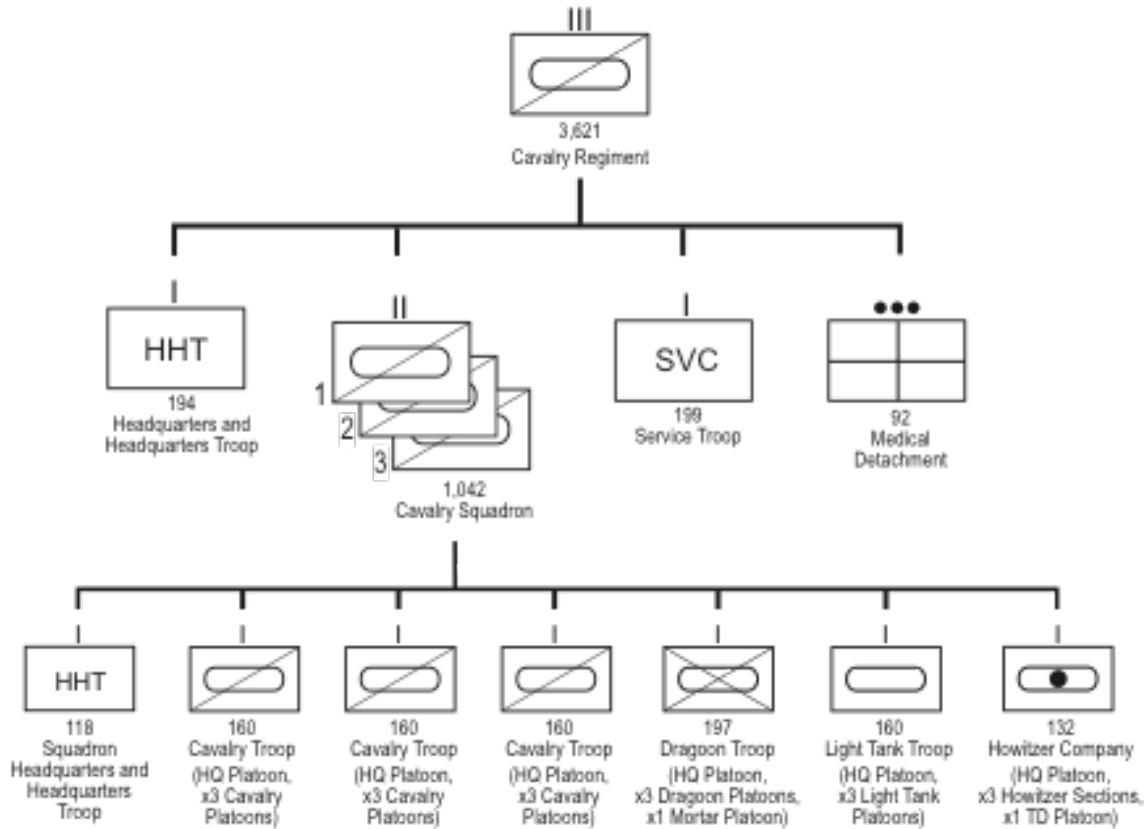 III
3,621
Cavalry Regiment
I
HHT
194
Headquarters and
Headquarters Troop
II
1
2
3
1,042
Cavalry Squadron
I
SVC
199
Service Troop
92
Medical
Detachment
I
HHT
118
Squadron
Headquarters and
Headquarters
Troop
I
160
Cavalry Troop
(HQ Platoon,
x3 Cavalry
Platoons)
I
160
Cavalry Troop
(HQ Platoon,
x3 Cavalry
Platoons)
I
160
Cavalry Troop
(HQ Platoon,
x3 Cavalry
Platoons)
I
197
Dragoon Troop
(HQ Platoon,
x3 Dragoon Platoons,
x1 Mortar Platoon)
I
160
Light Tank Troop
(HQ Platoon,
x3 Light Tank
Platoons)
I
132
Howitzer Company
(HQ Platoon,
x3 Howitzer Sections,
x1 TD Platoon)